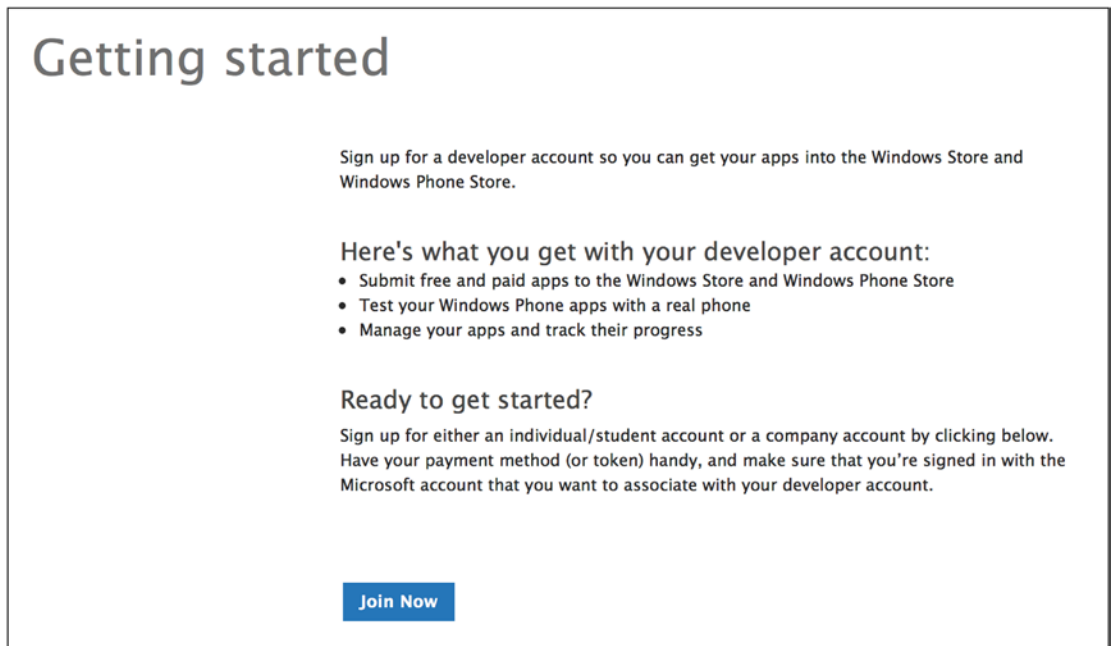 Getting started
Sign up for a developer account so you can get your apps into the Windows Store and
Windows Phone Store.
Here's what you get with your developer account:
• Submit free and paid apps to the Windows Store and Windows Phone Store
• Test your Windows Phone apps with a real phone
• Manage your apps and track their progress
Ready to get started?
Sign up for either an individual/student account or a company account by clicking below.
Have your payment method (or token) handy, and make sure that you’re signed in with the
Microsoft account that you want to associate with your developer account.
Join Now